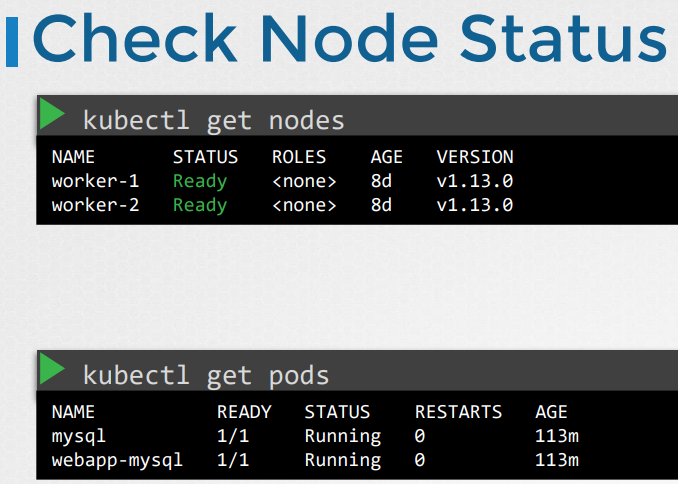 Check Node Status
kubectl get nodes
NAME STATUS ROLES AGE VERSION
worker-1 Ready <none> 8d v1.13.0
worker-2 Ready <none> 8d v1.13.0
kubectl get pods
NAME READY STATUS RESTARTS AGE
mysql 1/1 Running 0 113m
webapp-mysql 1/1 Running 0 113m